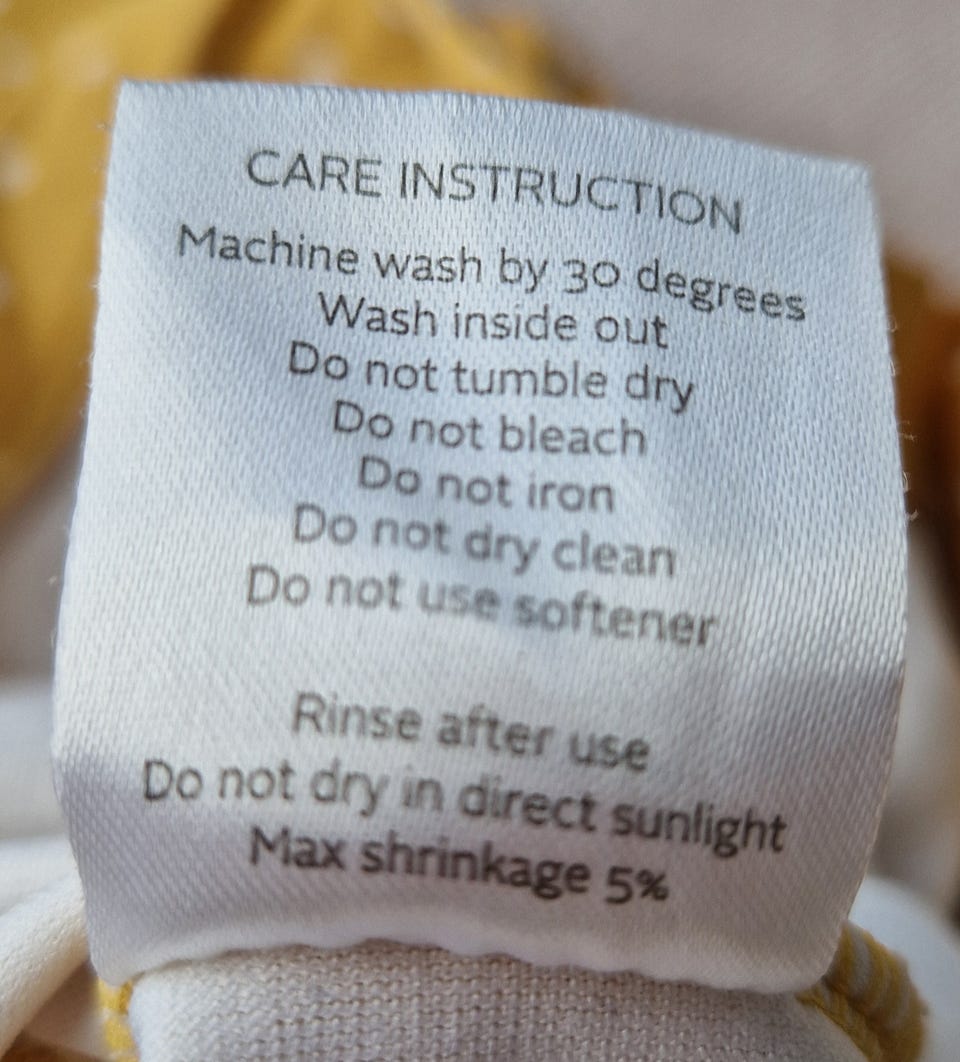 CARE INSTRUCTION
Machine wash by 30 degrees
Wash inside out
Do not tumble dry
Do not bleach
Do not iron
Do not dry clean
Do not use softener
Rinse after use
Do not dry in direct sunlight
Max shrinkage 5%